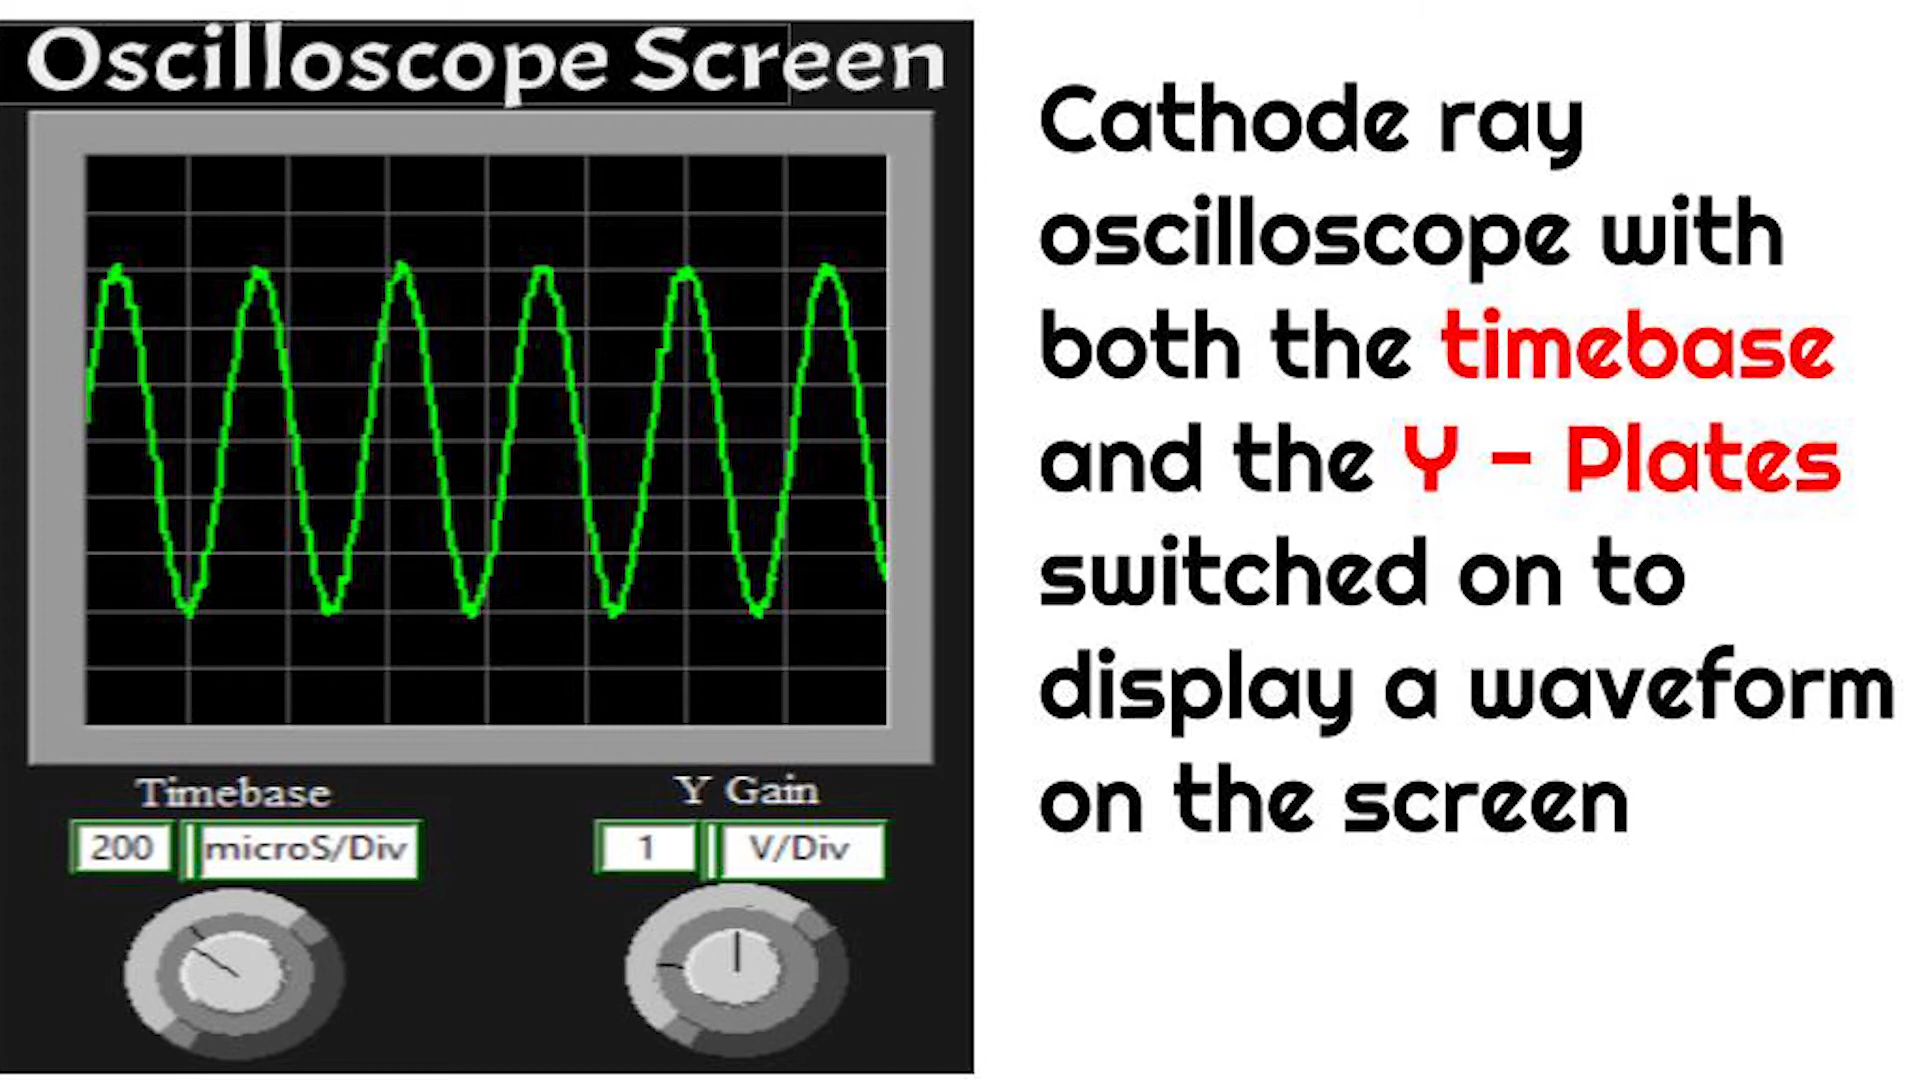 Oscilloscope Screen
Timebase
200 microS/Div
Y Gain
1 V/Div
Cathode ray
oscilloscope with
both the timebase
and the Y - Plates
switched on to
display a waveform
on the screen